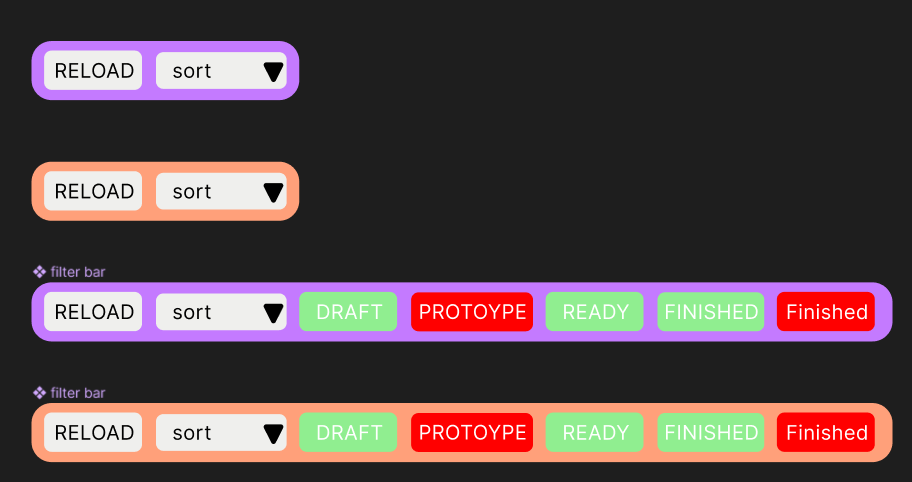 RELOAD sort
RELOAD sort
filter bar
RELOAD sort DRAFT PROTOYPE READY FINISHED Finished
filter bar
RELOAD sort DRAFT PROTOYPE READY FINISHED Finished